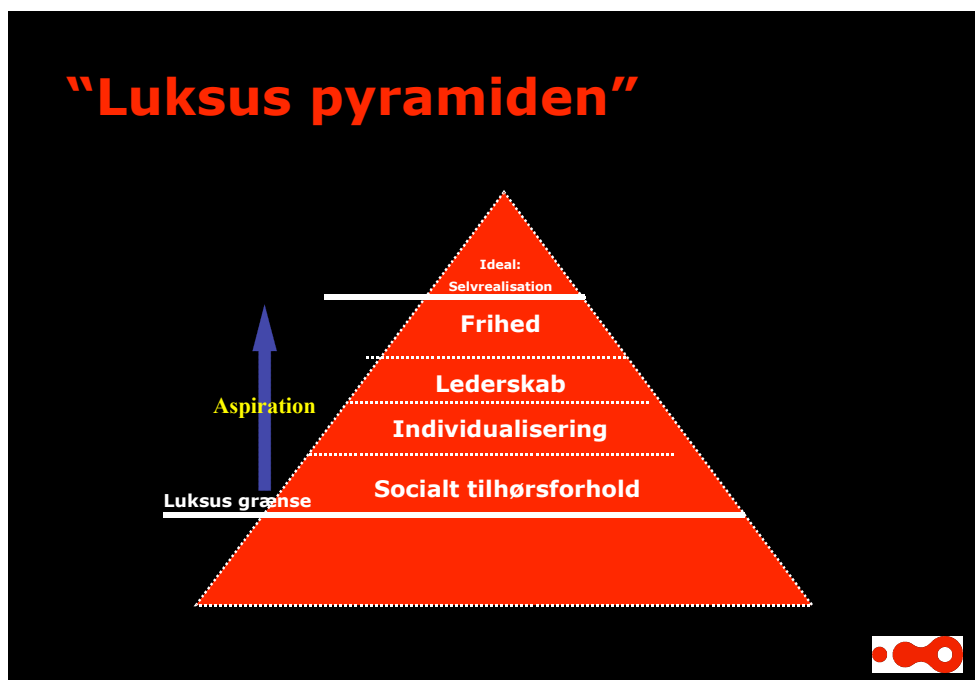 “Luksus pyramiden”
Ideal:
Selvrealisation
Frihed
Lederskab
Aspiration
Individualisering
Socialt tilhørsforhold
Luksus grænse